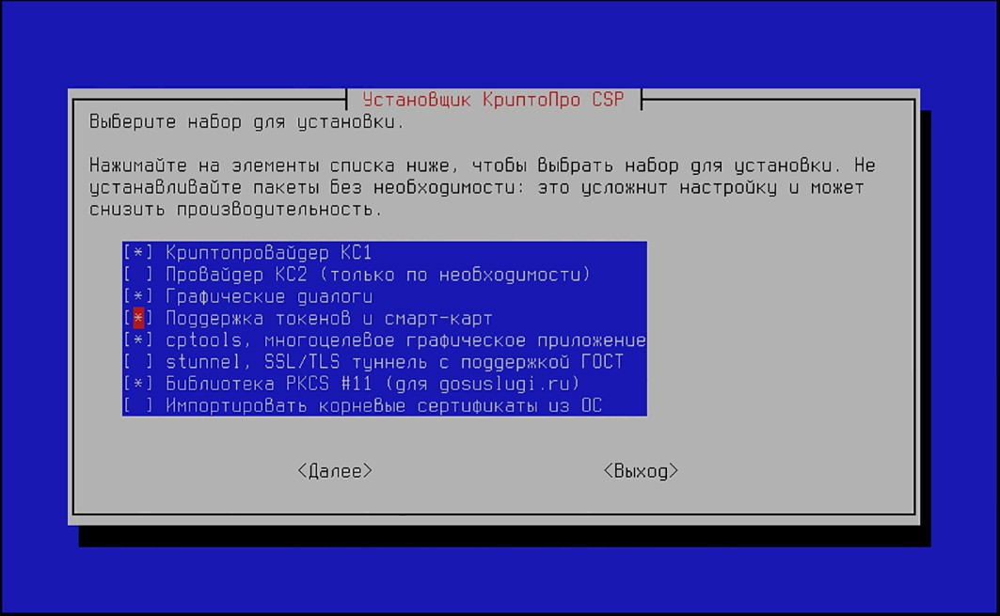 Установщик КриптоПро CSP
Выберите набор для установки.
Нажимайте на элементы списка ниже, чтобы выбрать набор для установки. Не
устанавливайте пакеты без необходимости: это усложнит настройку и может
снизить производительность.
[*] Криптопровайдер КС1
[ ] Провайдер КС2 (только по необходимости)
[*] Графические диалоги
[*] Поддержка токенов и смарт-карт
[*] cptools, многоцелевое графическое приложение
[ ] stunnel, SSL/TLS туннель с поддержкой ГОСТ
[*] Библиотека PKCS #11 (для gosuslugi.ru)
[ ] Импортировать корневые сертификаты из ОС
<Далее> <Выход>